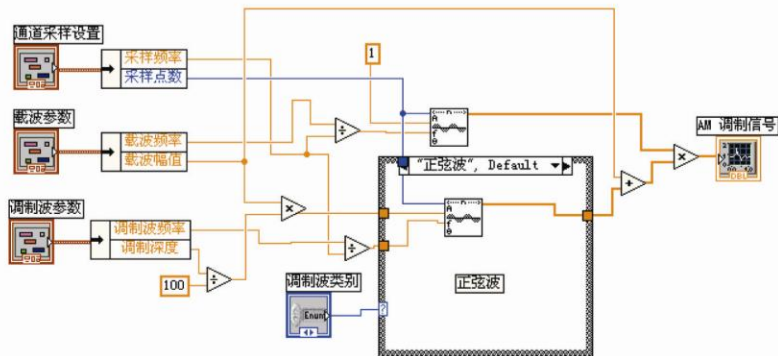 通道采样设置
采样频率
采样点数
1
载波参数
载波频率
载波幅值
AM 调制信号
DBL
"正弦波", Default
调制波参数
调制波频率
调制深度
100
调制波类别
Enum
正弦波